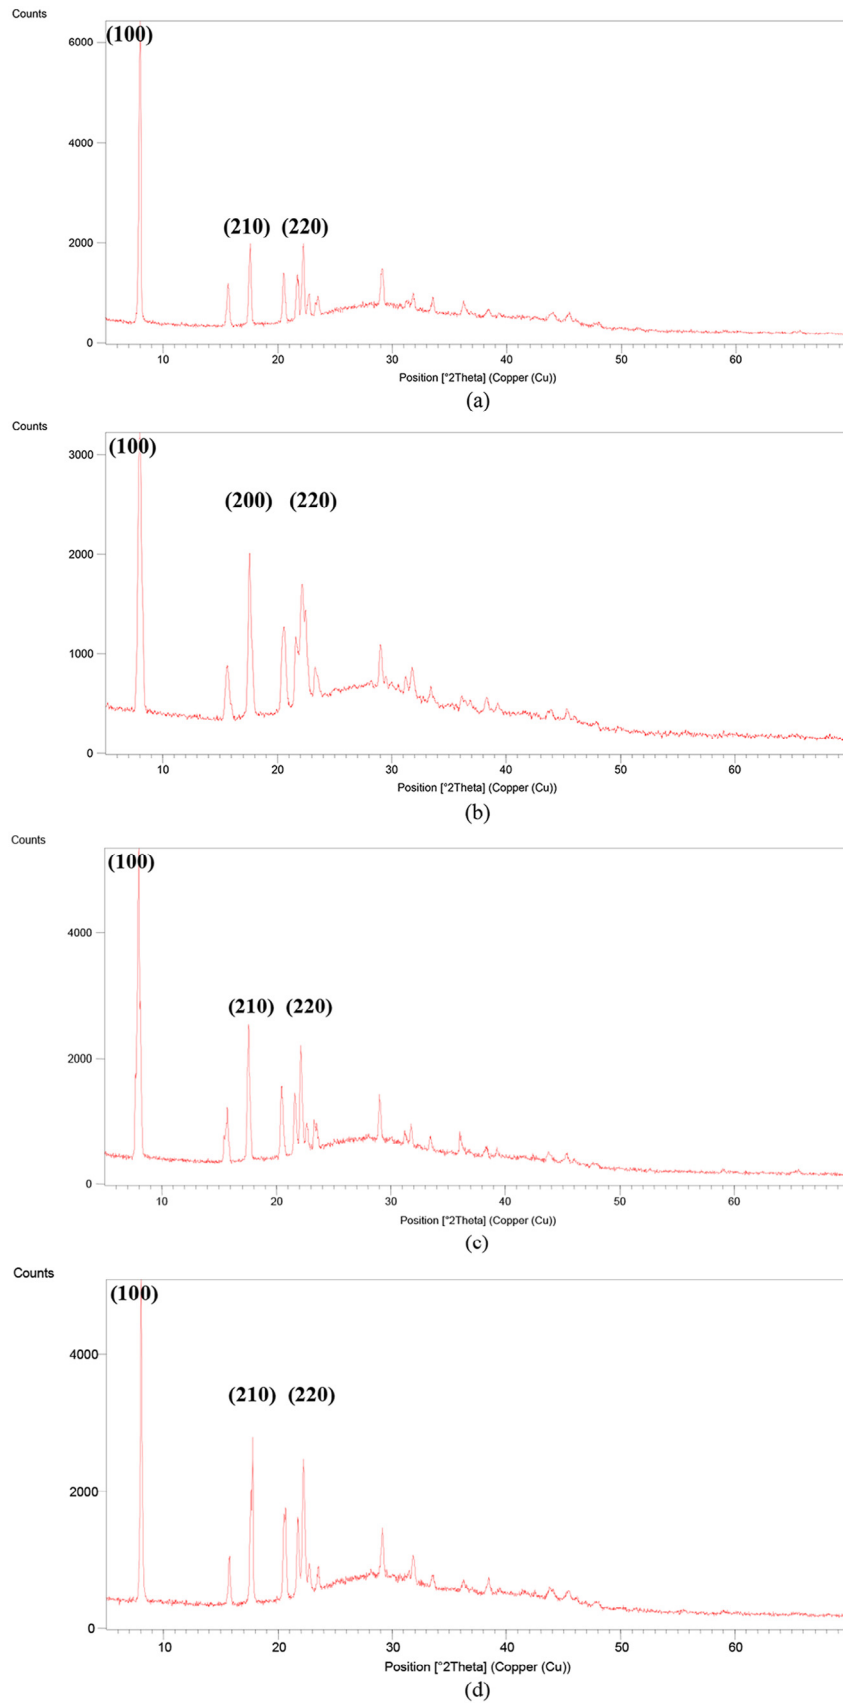 Counts
(100)
6000
4000
(210) (220)
2000
0
10 20 30 40 50 60
Position [°2Theta] (Copper (Cu))
(a)
Counts
(100)
3000
(200) (220)
2000
1000
0
10 20 30 40 50 60
Position [°2Theta] (Copper (Cu))
(b)
Counts
(100)
4000
(210) (220)
2000
0
10 20 30 40 50 60
Position [°2Theta] (Copper (Cu))
(c)
Counts
(100)
4000
(210) (220)
2000
0
10 20 30 40 50 60
Position [°2Theta] (Copper (Cu))
(d)